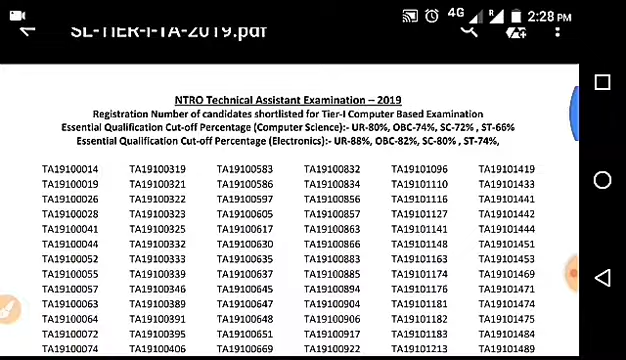 4G R 2:28 PM
SL-TIER-I-TA-2019.pdf
NTRO Technical Assistant Examination – 2019
Registration Number of candidates shortlisted for Tier-I Computer Based Examination
Essential Qualification Cut-off Percentage (Computer Science):- UR-80%, OBC-74%, SC-72% , ST-66%
Essential Qualification Cut-off Percentage (Electronics):- UR-88%, OBC-82%, SC-80% , ST-74%,
TA19100014 TA19100319 TA19100583 TA19100832 TA19101096 TA19101419
TA19100019 TA19100321 TA19100586 TA19100834 TA19101110 TA19101433
TA19100026 TA19100322 TA19100597 TA19100856 TA19101116 TA19101441
TA19100028 TA19100323 TA19100605 TA19100857 TA19101127 TA19101442
TA19100041 TA19100325 TA19100617 TA19100863 TA19101141 TA19101444
TA19100044 TA19100332 TA19100630 TA19100866 TA19101148 TA19101451
TA19100052 TA19100333 TA19100635 TA19100883 TA19101163 TA19101453
TA19100055 TA19100339 TA19100637 TA19100885 TA19101174 TA19101469
TA19100057 TA19100346 TA19100645 TA19100894 TA19101176 TA19101471
TA19100063 TA19100389 TA19100647 TA19100904 TA19101181 TA19101474
TA19100064 TA19100391 TA19100648 TA19100906 TA19101182 TA19101475
TA19100072 TA19100395 TA19100651 TA19100917 TA19101183 TA19101484
TA19100074 TA19100406 TA19100669 TA19100922 TA19101213 TA19101489